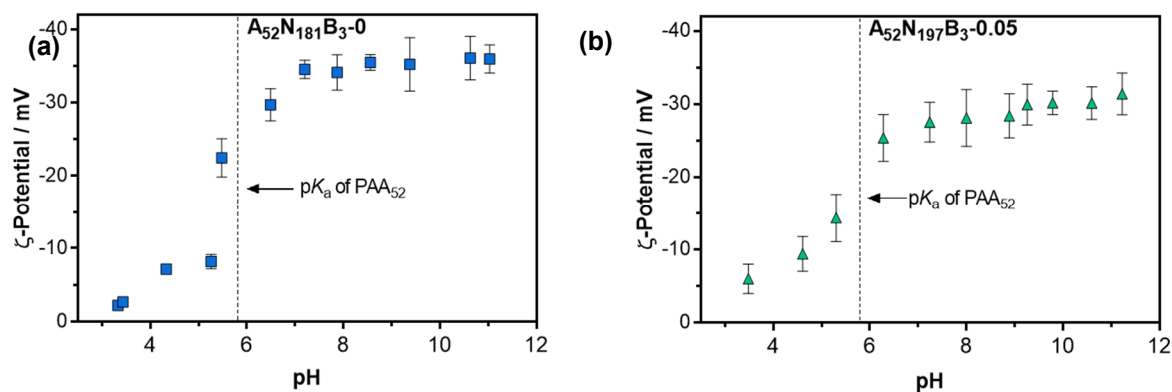 (a)
A₅₂N₁₈₁B₃-0
-40
-30
-20
-10
0
ζ-Potential / mV
pKₐ of PAA₅₂
4
6
8
10
12
pH
(b)
A₅₂N₁₉₇B₃-0.05
-40
-30
-20
-10
0
ζ-Potential / mV
pKₐ of PAA₅₂
4
6
8
10
12
pH